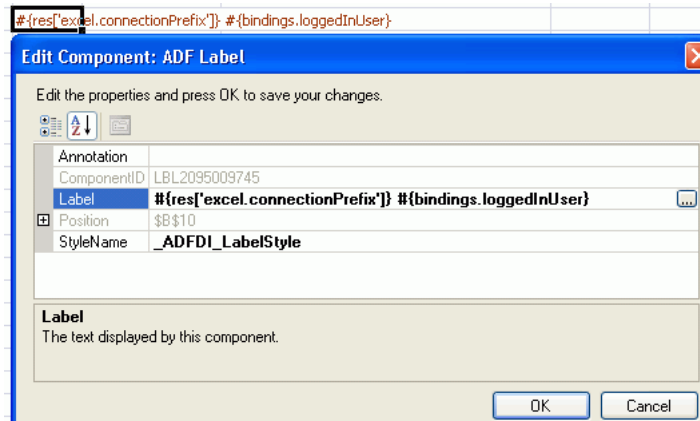 #{res['excel.connectionPrefix']} #{bindings.loggedInUser}
Edit Component: ADF Label
Edit the properties and press OK to save your changes.
Annotation
ComponentID LBL2095009745
Label #{res['excel.connectionPrefix']} #{bindings.loggedInUser} ...
Position $B$10
StyleName _ADFDI_LabelStyle
Label
The text displayed by this component.
OK Cancel